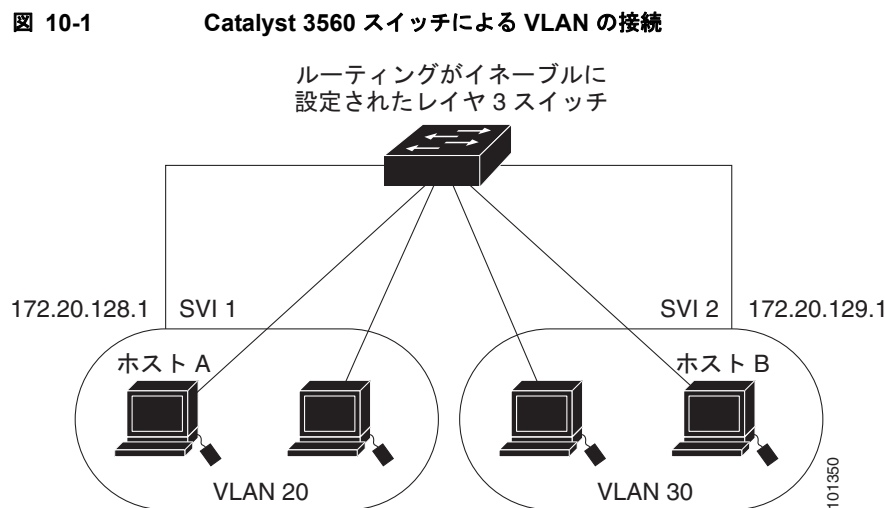 図 10-1 Catalyst 3560 スイッチによる VLAN の接続
ルーティングがイネーブルに
設定されたレイヤ 3 スイッチ
172.20.128.1 SVI 1 SVI 2 172.20.129.1
ホスト A ホスト B
VLAN 20 VLAN 30
101350